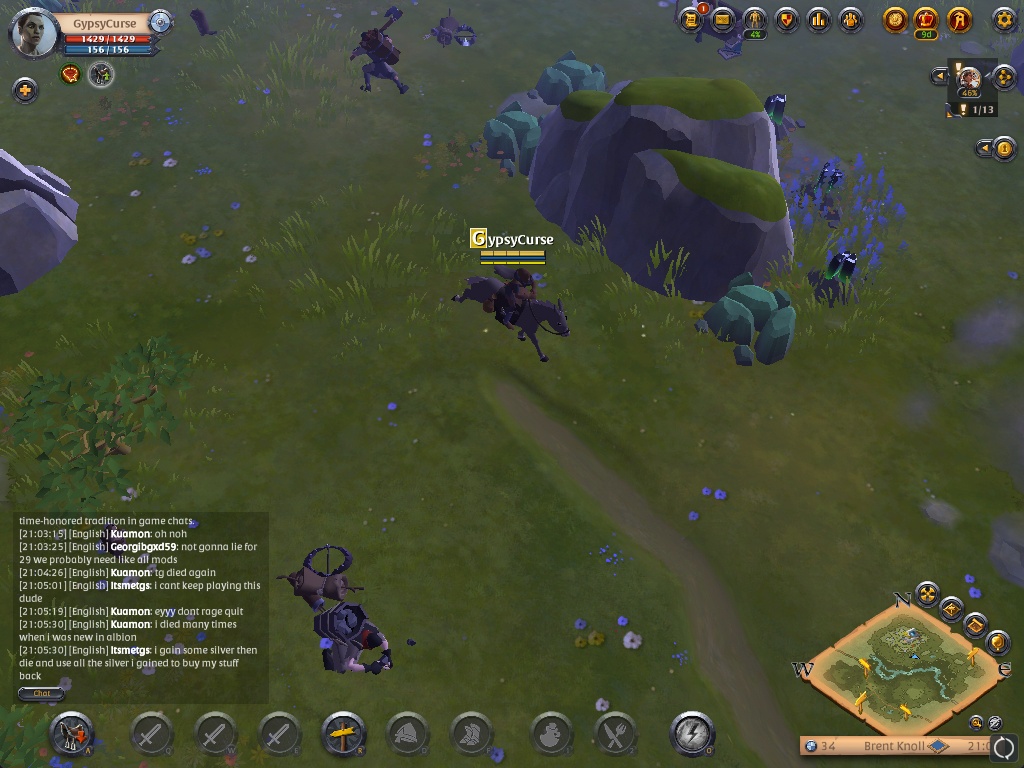 GypsyCurse
1429 / 1429
156 / 156
1
4%
9d
46%
1/13
1
GypsyCurse
time-honored tradition in game chats.
[21:03:15] [English] Kuamon: oh noh
[21:03:25] [English] Georgibgxd59: not gonna lie for
29 we probably need like all mods
[21:04:26] [English] Kuamon: tg died again
[21:05:01] [English] Itsmetgs: i cant keep playing this
dude
[21:05:19] [English] Kuamon: eyyy dont rage quit
[21:05:30] [English] Kuamon: i died many times
when i was new in albion
[21:05:30] [English] Itsmetgs: i gain some silver then
die and use all the silver i gained to buy my stuff
back
Chat
N
W
E
A
Q
W
E
R
D
F
1
2
34
Brent Knoll